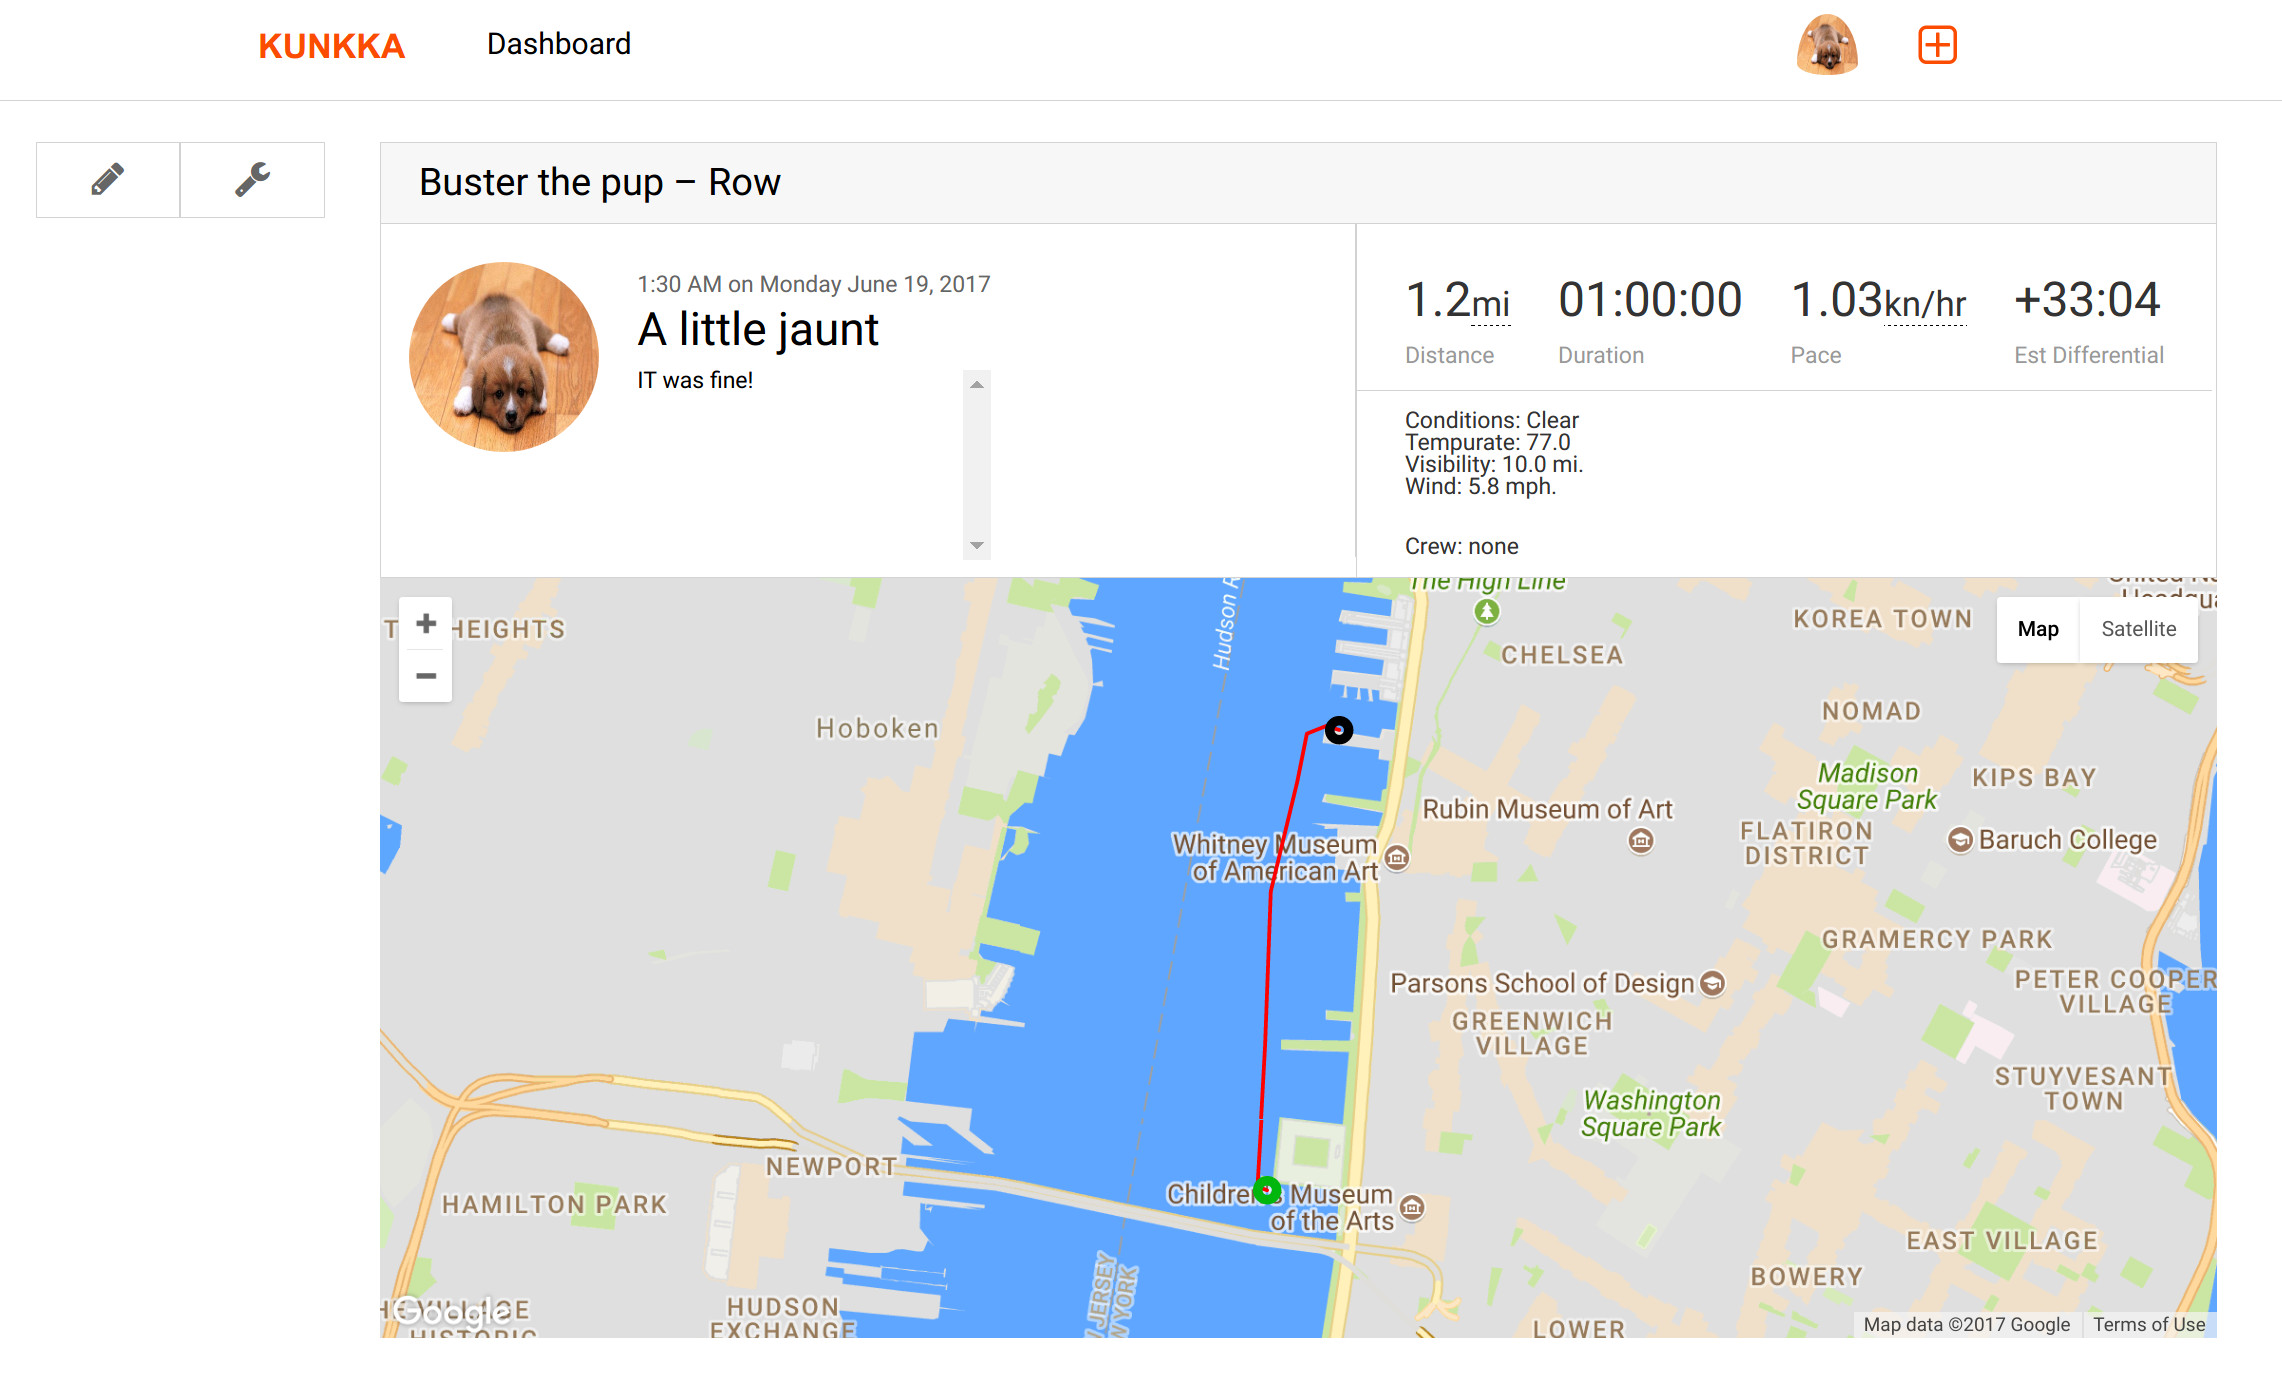 KUNKKA Dashboard
Buster the pup – Row
1:30 AM on Monday June 19, 2017
A little jaunt
IT was fine!
1.2mi 01:00:00 1.03kn/hr +33:04
Distance Duration Pace Est Differential
Conditions: Clear
Tempurate: 77.0
Visibility: 10.0 mi.
Wind: 5.8 mph.
Crew: none
The High Line
Hudson
HEIGHTS
KOREA TOWN
Map Satellite
CHELSEA
NOMAD
Hoboken
Madison
Square Park
KIPS BAY
Rubin Museum of Art
FLATIRON
DISTRICT
Baruch College
Whitney Museum
of American Art
GRAMERCY PARK
Parsons School of Design
PETER COOPER
VILLAGE
GREENWICH
VILLAGE
STUYVESANT
TOWN
Washington
Square Park
NEWPORT
HAMILTON PARK
Children's Museum
of the Arts
EAST VILLAGE
BOWERY
JERSEY
YORK
HUDSON
EXCHANGE
VILLAGE
HISTORIC
Google
LOWER
Map data ©2017 Google Terms of Use